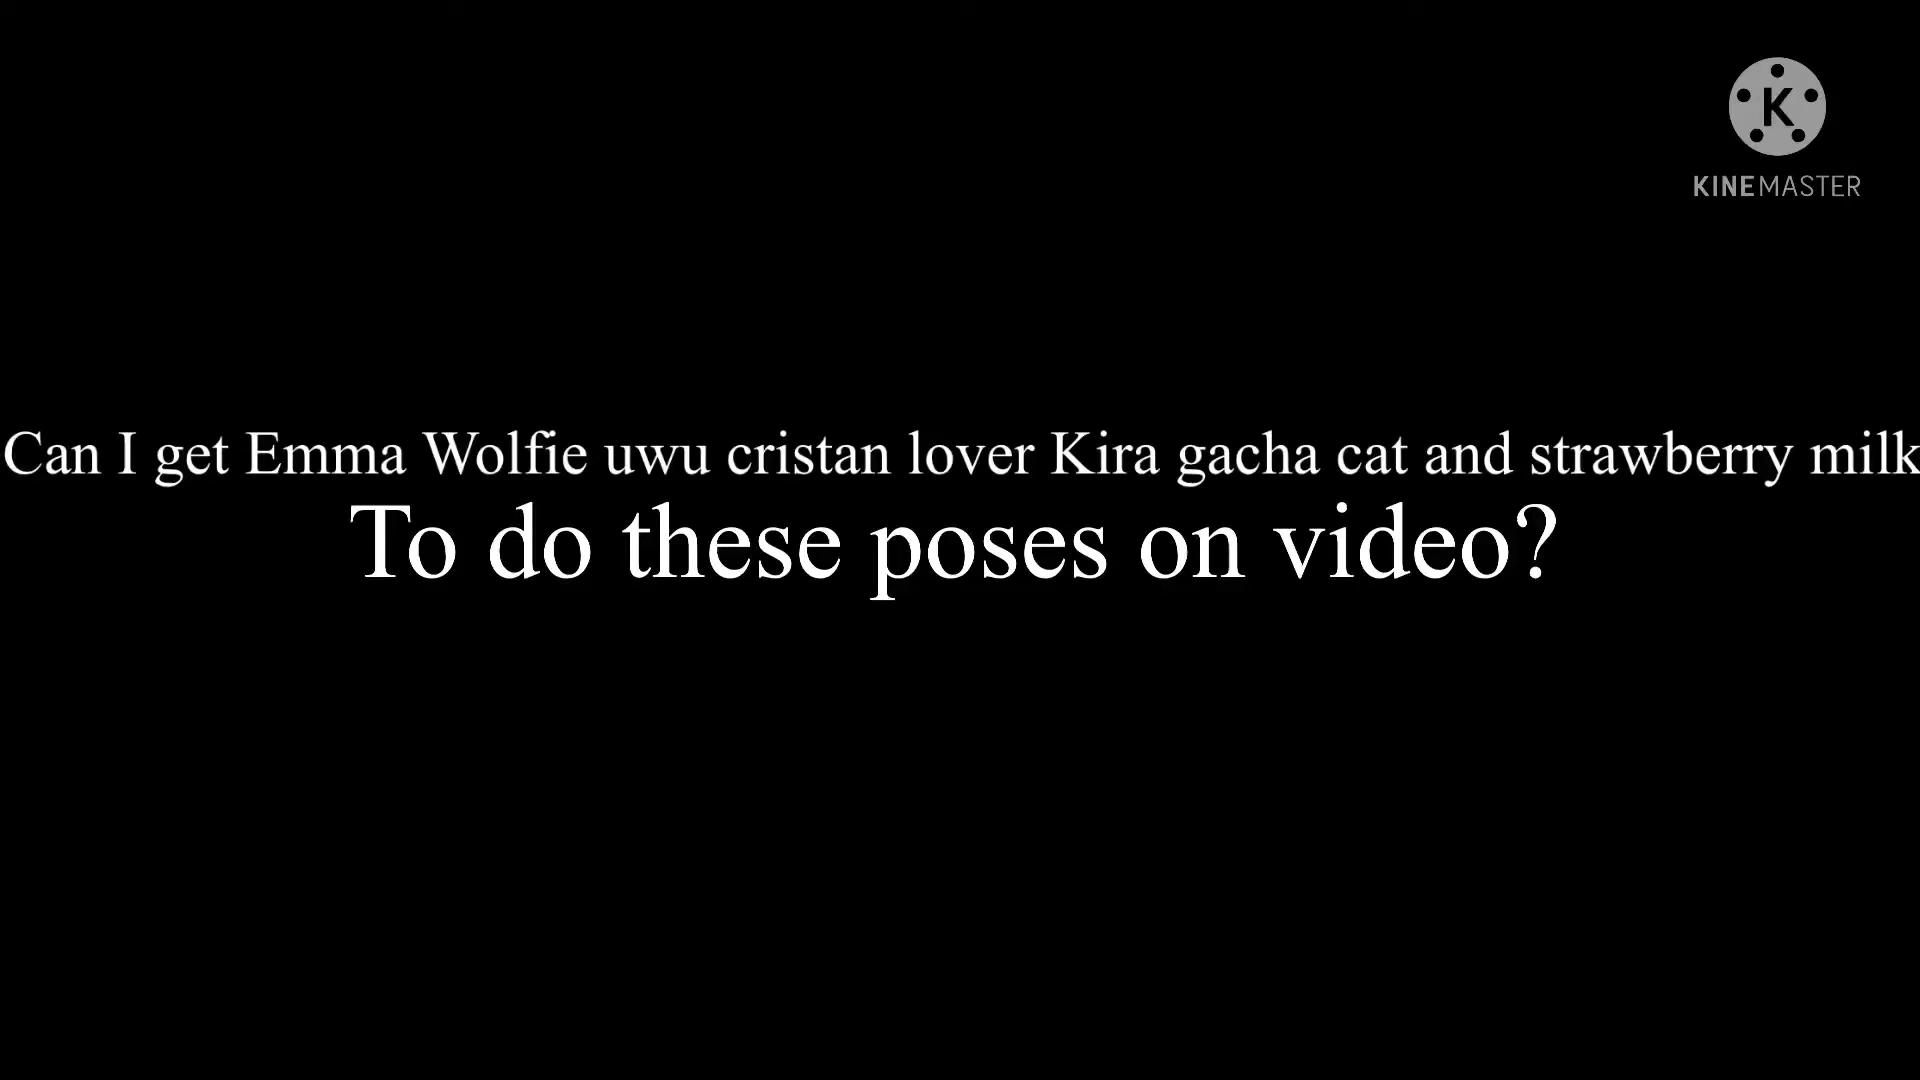 K
KINEMASTER
Can I get Emma Wolfie uwu cristan lover Kira gacha cat and strawberry milk
To do these poses on video?